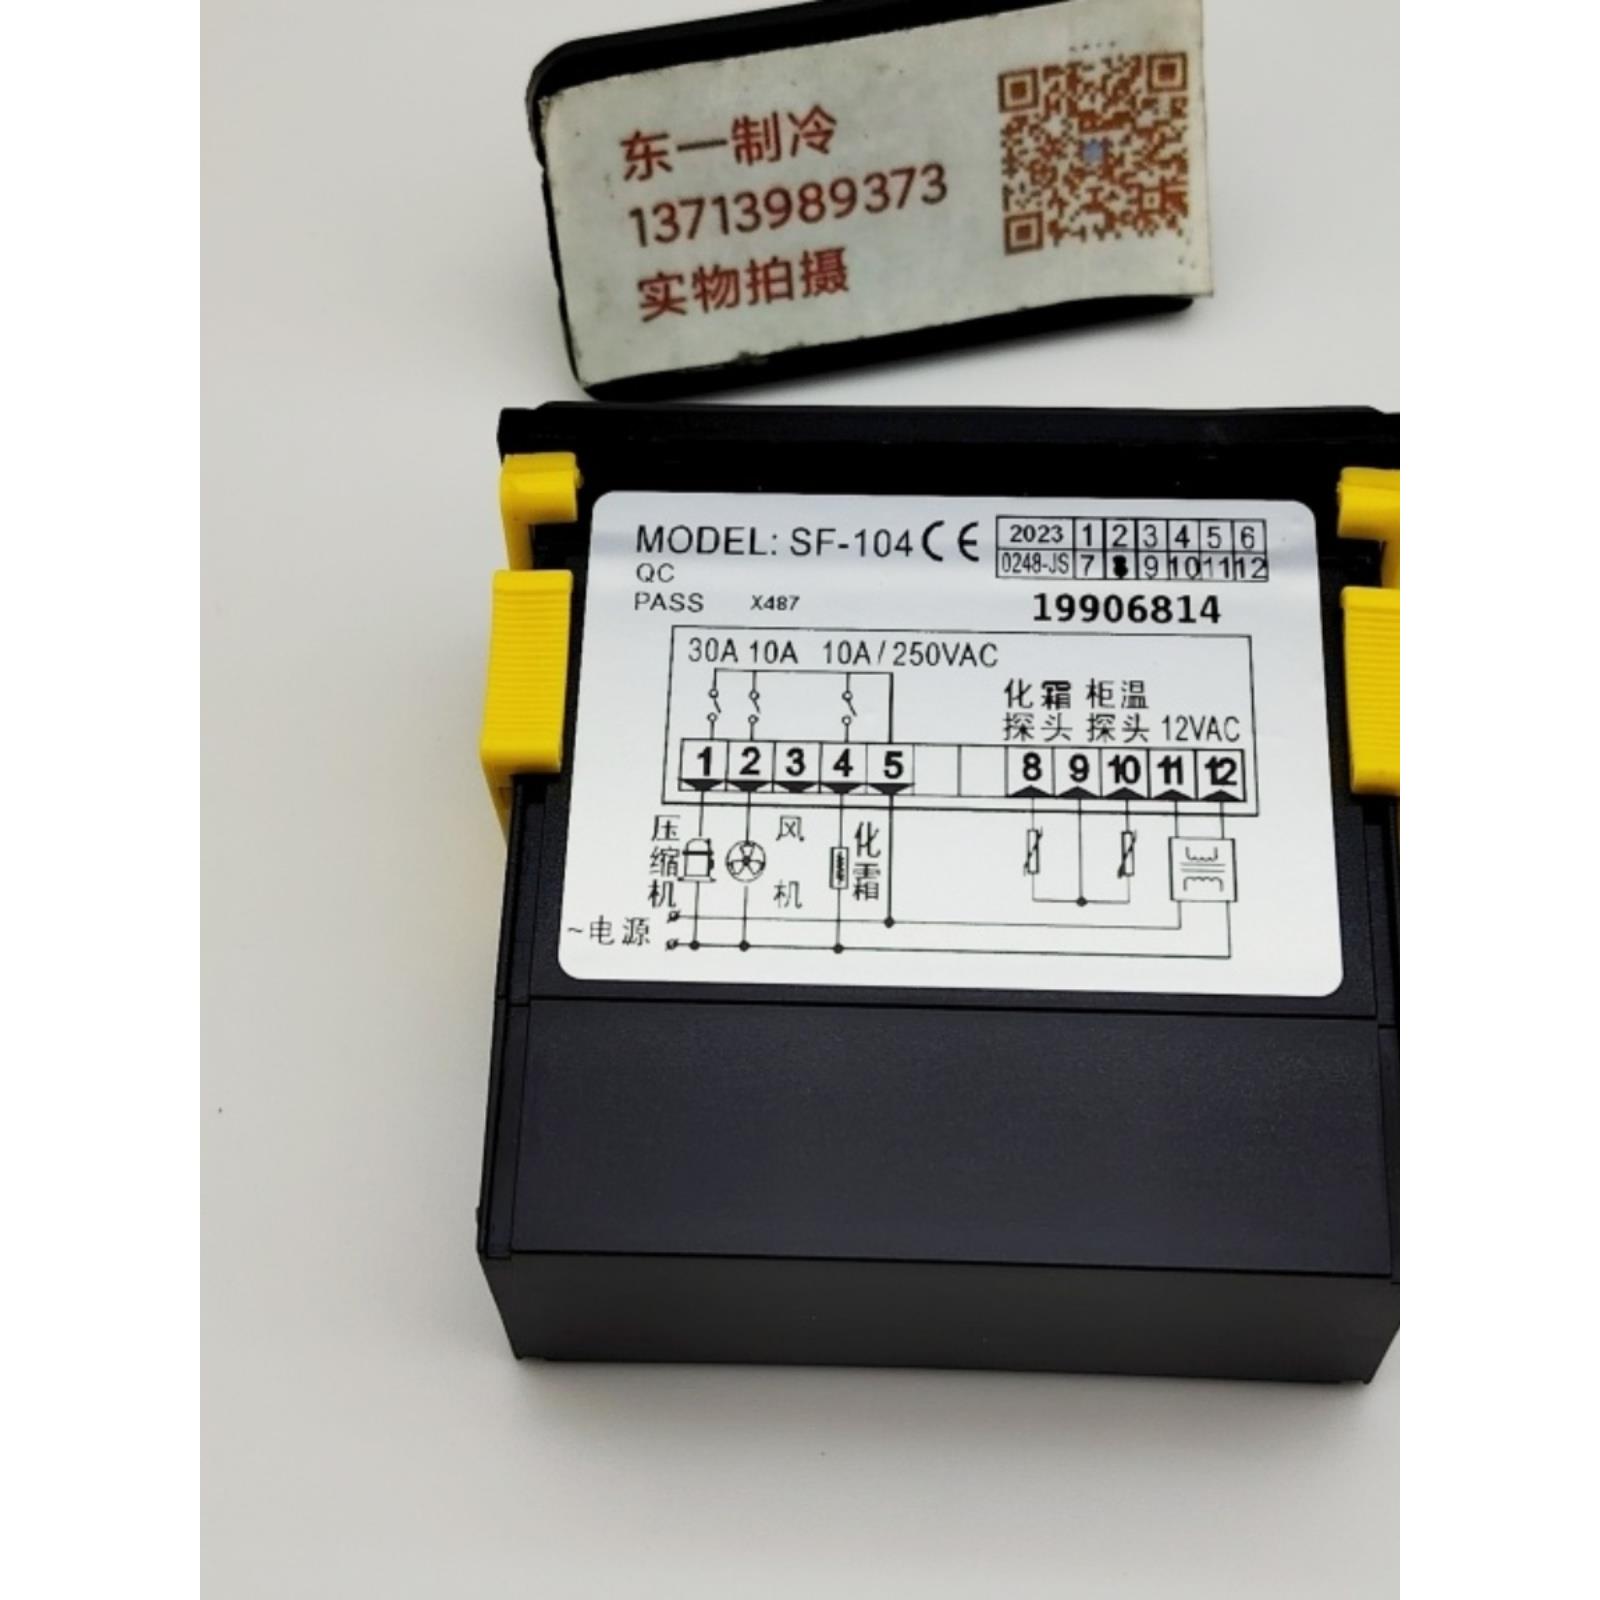 东一制冷
13713989373
实物拍摄
MODEL: SF-104 CE
2023 1 2 3 4 5 6
0248-JS 7 8 9 10 11 12
QC
PASS X487
19906814
30A 10A 10A/250VAC
化霜 柜温
探头 探头 12VAC
1 2 3 4 5 8 9 10 11 12
压缩机
风机
化霜
~电源